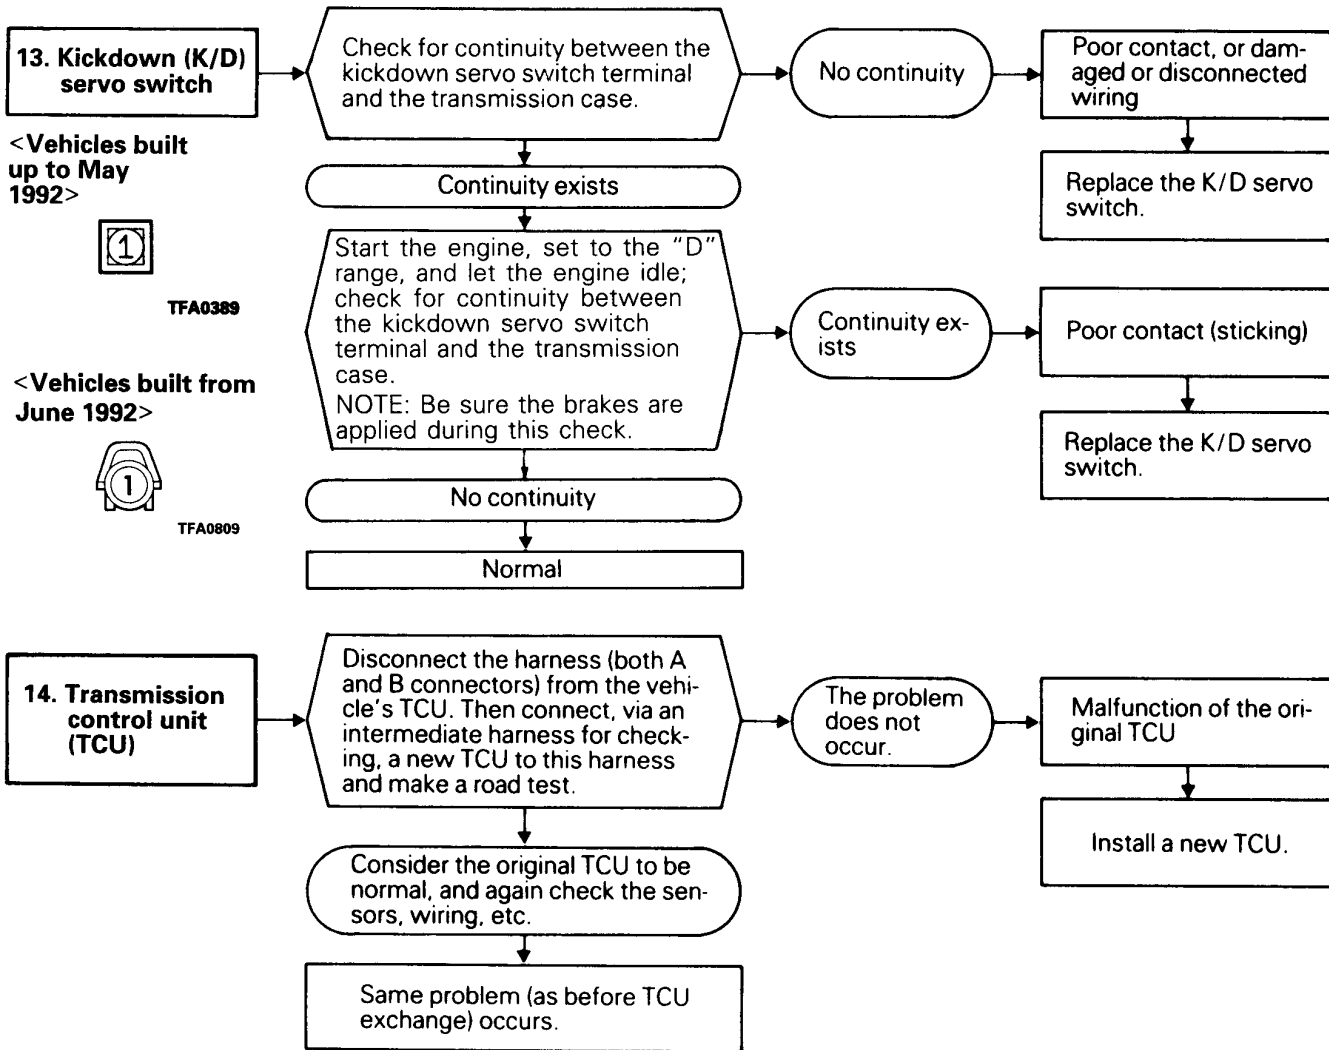 13. Kickdown (K/D)
servo switch
Check for continuity between the
kickdown servo switch terminal
and the transmission case.
No continuity
Poor contact, or dam-
aged or disconnected
wiring
Replace the K/D servo
switch.
<Vehicles built
up to May
1992>
1
TFA0389
Continuity exists
Start the engine, set to the "D"
range, and let the engine idle;
check for continuity between
the kickdown servo switch
terminal and the transmission
case.
NOTE: Be sure the brakes are
applied during this check.
Continuity ex-
ists
Poor contact (sticking)
Replace the K/D servo
switch.
<Vehicles built from
June 1992>
1
TFA0809
No continuity
Normal
14. Transmission
control unit
(TCU)
Disconnect the harness (both A
and B connectors) from the vehi-
cle's TCU. Then connect, via an
intermediate harness for check-
ing, a new TCU to this harness
and make a road test.
The problem
does not
occur.
Malfunction of the ori-
ginal TCU
Install a new TCU.
Consider the original TCU to be
normal, and again check the sen-
sors, wiring, etc.
Same problem (as before TCU
exchange) occurs.